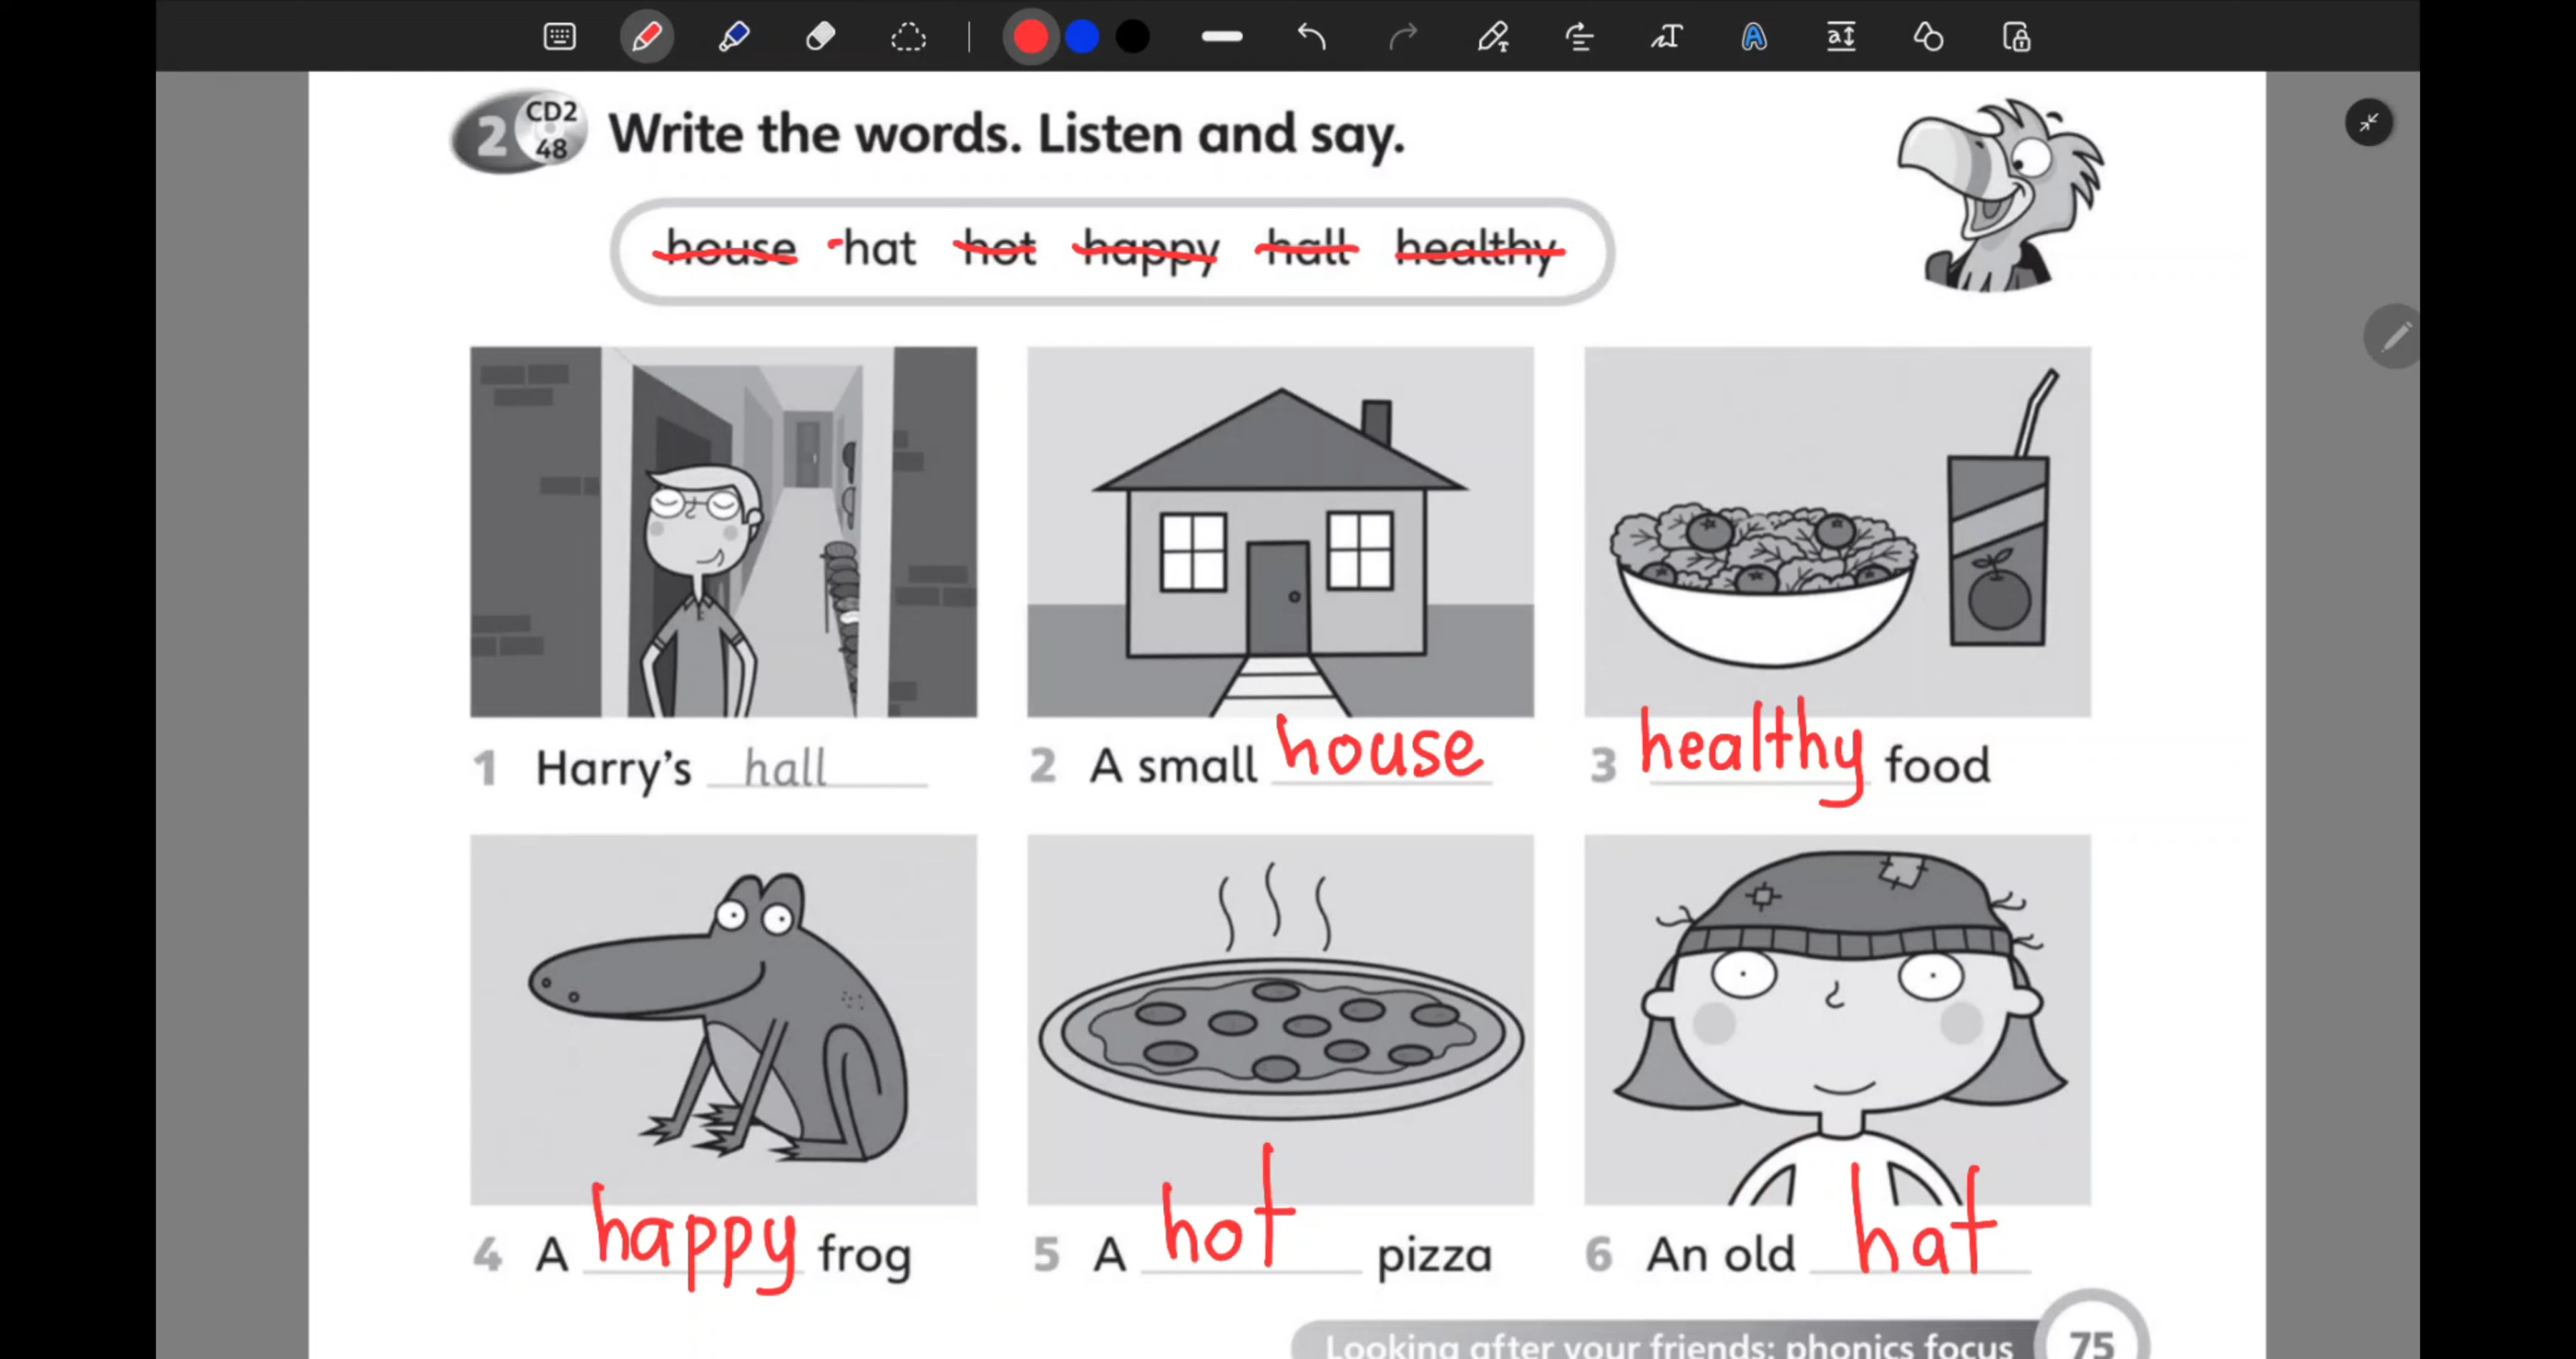 2 CD2 48 Write the words. Listen and say.
house hat hot happy hall healthy
1 Harry's hall
2 A small house
3 healthy food
4 A happy frog
5 A hot pizza
6 An old hat
Looking after your friends: phonics focus 75